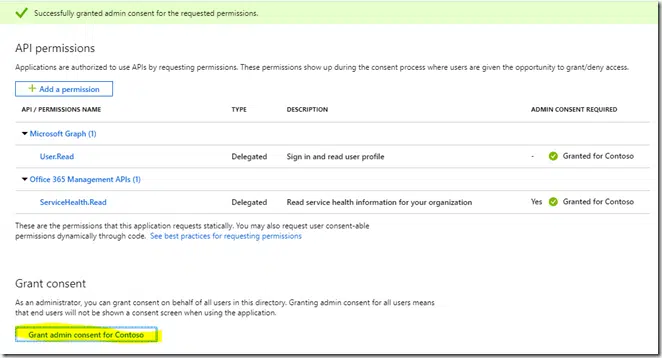 Successfully granted admin consent for the requested permissions.
API permissions
Applications are authorized to use APIs by requesting permissions. These permissions show up during the consent process where users are given the opportunity to grant/deny access.
+ Add a permission
API / PERMISSIONS NAME TYPE DESCRIPTION ADMIN CONSENT REQUIRED
Microsoft Graph (1)
User.Read Delegated Sign in and read user profile - Granted for Contoso
Office 365 Management APIs (1)
ServiceHealth.Read Delegated Read service health information for your organization Yes Granted for Contoso
These are the permissions that this application requests statically. You may also request user consent-able
permissions dynamically through code. See best practices for requesting permissions
Grant consent
As an administrator, you can grant consent on behalf of all users in this directory. Granting admin consent for all users means
that end users will not be shown a consent screen when using the application.
Grant admin consent for Contoso